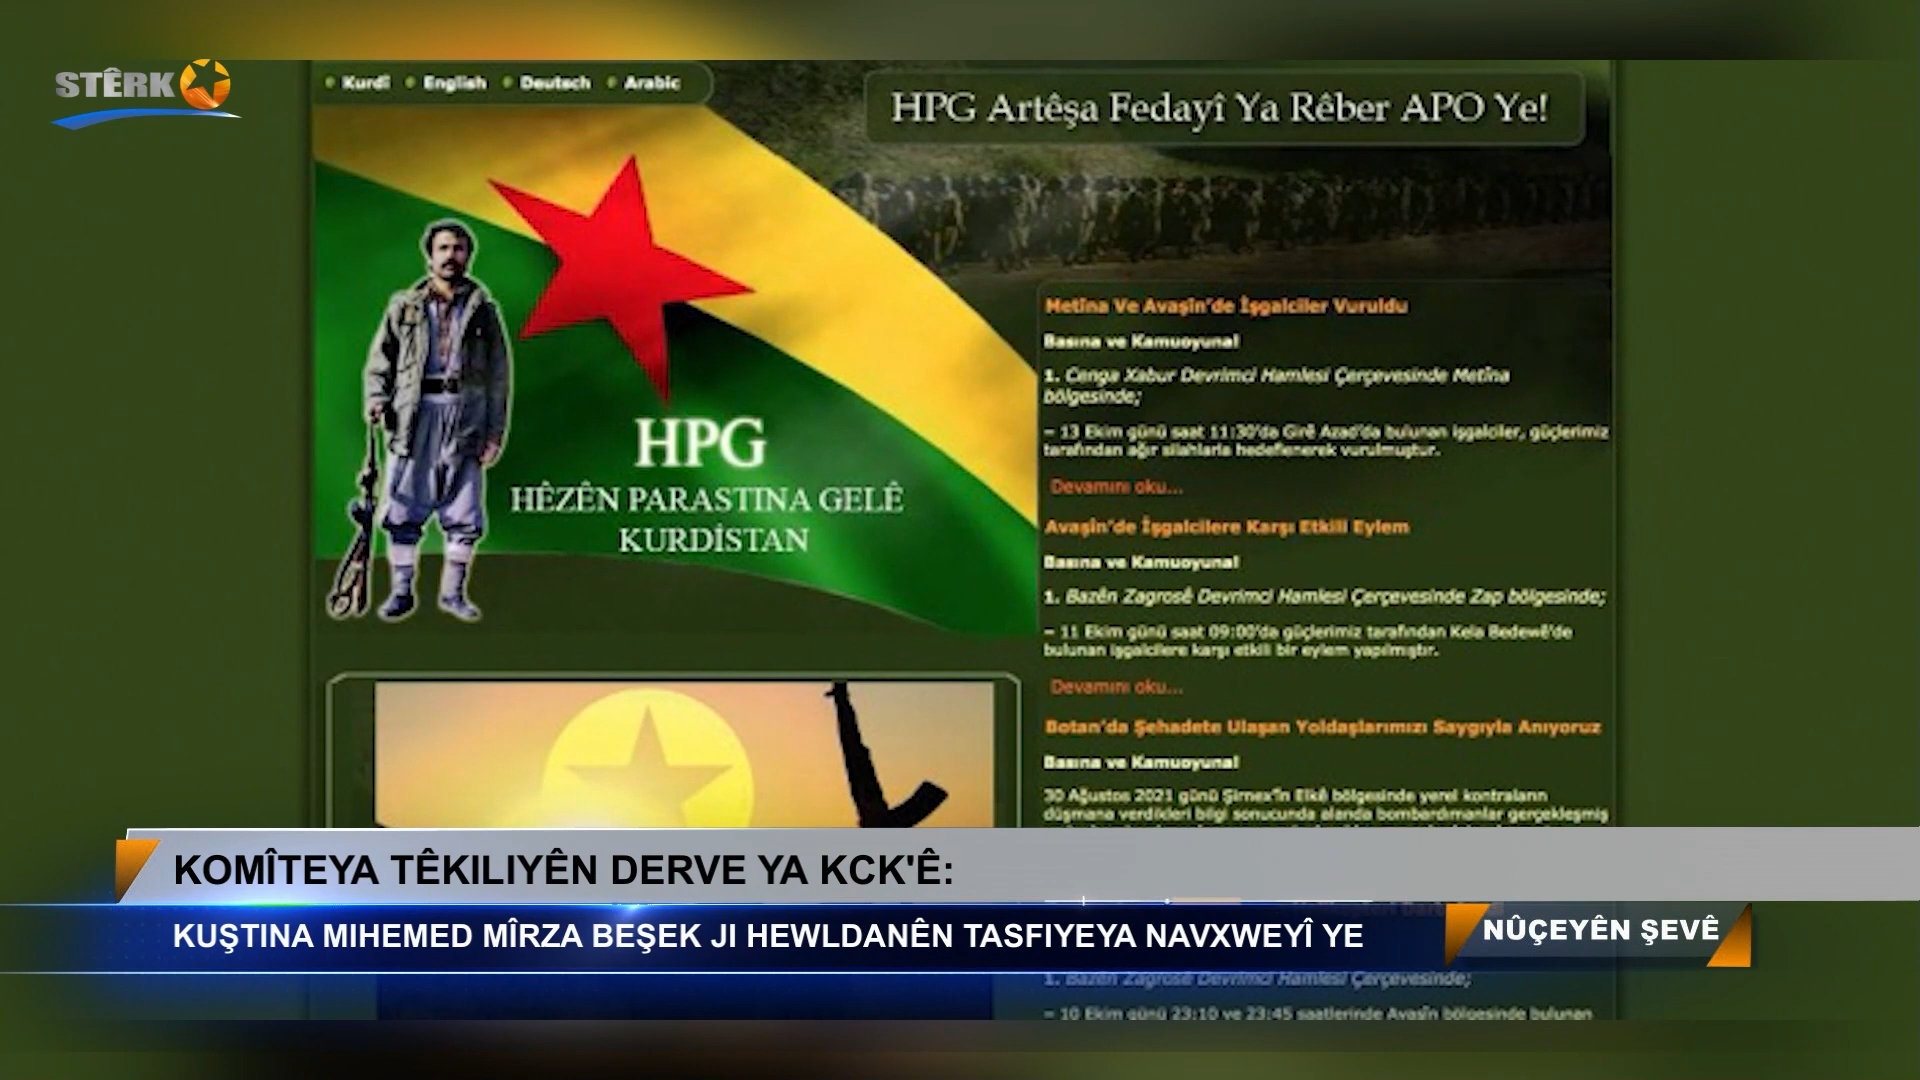 STÊRK
Kurdî English Deutsch Arabic
HPG Artêşa Fedayî Ya Rêber APO Ye!
HPG
HÊZÊN PARASTINA GELÊ
KURDİSTAN
Metîna Ve Avaşîn'de İşgalciler Vuruldu
Basına ve Kamuoyuna!
1. Cenga Xabur Devrimci Hamlesi Çerçevesinde Metîna
bölgesinde;
– 13 Ekim günü saat 11:30'da Girê Azad'da bulunan işgalciler, güçlerimiz
tarafından ağır silahlarla hedeflenerek vurulmuştur.
Devamını oku...
Avaşîn'de İşgalcilere Karşı Etkili Eylem
Basına ve Kamuoyuna!
1. Bazên Zagrosê Devrimci Hamlesi Çerçevesinde Zap bölgesinde;
– 11 Ekim günü saat 09:00'da güçlerimiz tarafından Kela Bedewê'de
bulunan işgalcilere karşı etkili bir eylem yapılmıştır.
Devamını oku...
Botan'da Şehadete Ulaşan Yoldaşlarımızı Saygıyla Anıyoruz
Basına ve Kamuoyuna!
30 Ağustos 2021 günü Şirnex'in Elkê bölgesinde yerel kontraların
düşmana verdikleri bilgi sonucunda alanda bombardımanlar gerçekleşmiş
KOMÎTEYA TÊKILIYÊN DERVE YA KCK'Ê:
KUŞTINA MIHEMED MÎRZA BEŞEK JI HEWLDANÊN TASFIYEYA NAVXWEYÎ YE
NÛÇEYÊN ŞEVÊ
1. Bazên Zagrosê Devrimci Hamlesi Çerçevesinde;
– 10 Ekim günü 23:10 ve 23:45 saatlerinde Avaşîn bölgesinde bulunan